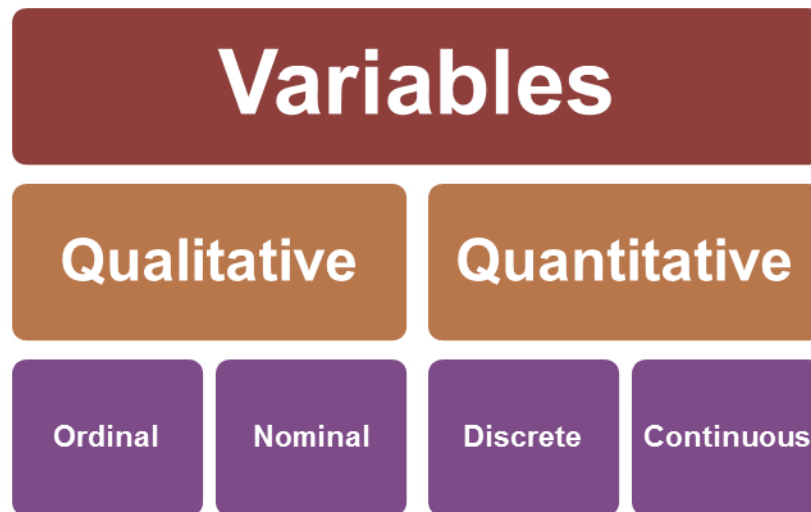 Variables
Qualitative
Quantitative
Ordinal
Nominal
Discrete
Continuous